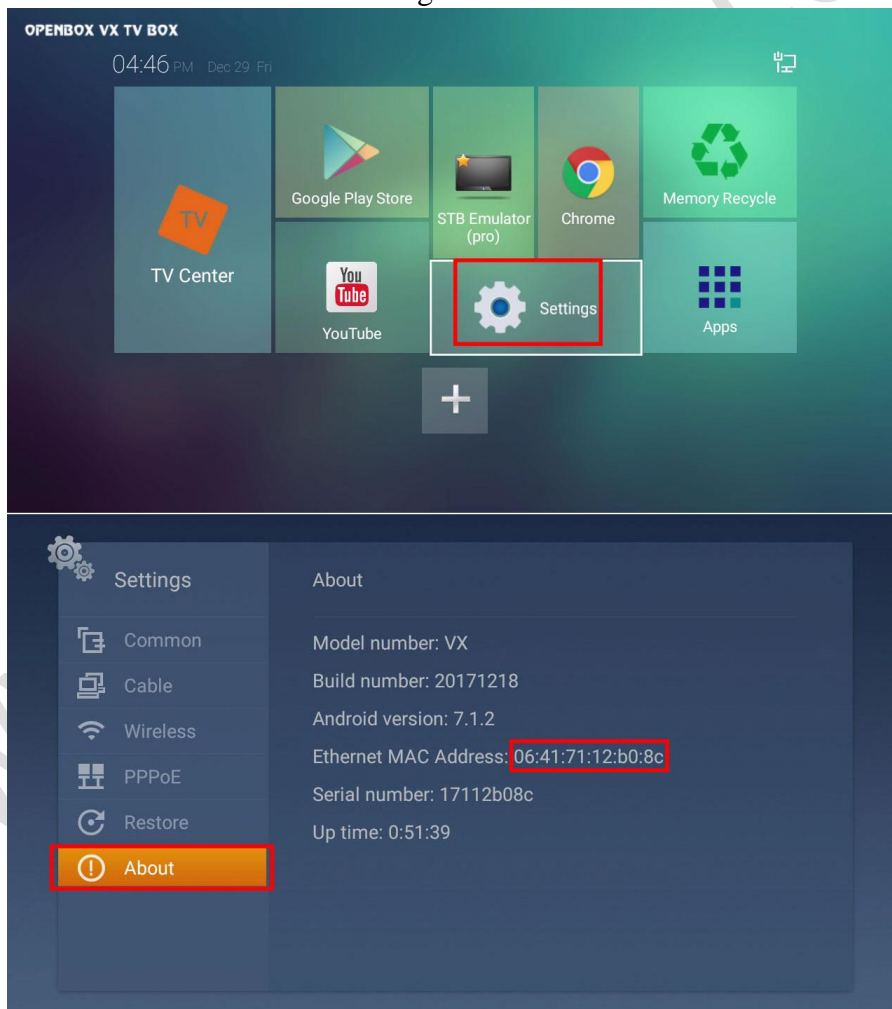 OPENBOX VX TV BOX
04:46 PM Dec 29 Fri
TV
TV Center
Google Play Store
STB Emulator
(pro)
Chrome
Memory Recycle
You
Tube
YouTube
Settings
Apps
Settings
Common
Cable
Wireless
PPPoE
Restore
About
About
Model number: VX
Build number: 20171218
Android version: 7.1.2
Ethernet MAC Address: 06:41:71:12:b0:8c
Serial number: 17112b08c
Up time: 0:51:39